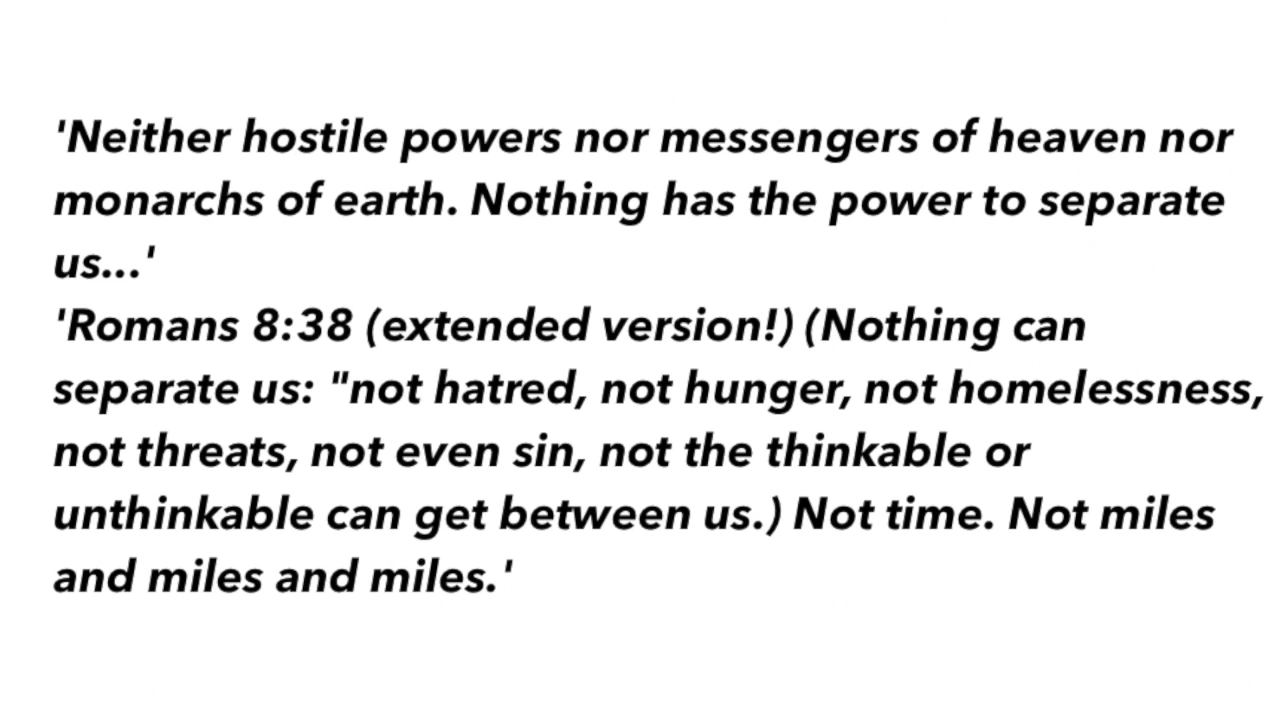 'Neither hostile powers nor messengers of heaven nor
monarchs of earth. Nothing has the power to separate
us...'
'Romans 8:38 (extended version!) (Nothing can
separate us: "not hatred, not hunger, not homelessness,
not threats, not even sin, not the thinkable or
unthinkable can get between us.) Not time. Not miles
and miles and miles.'